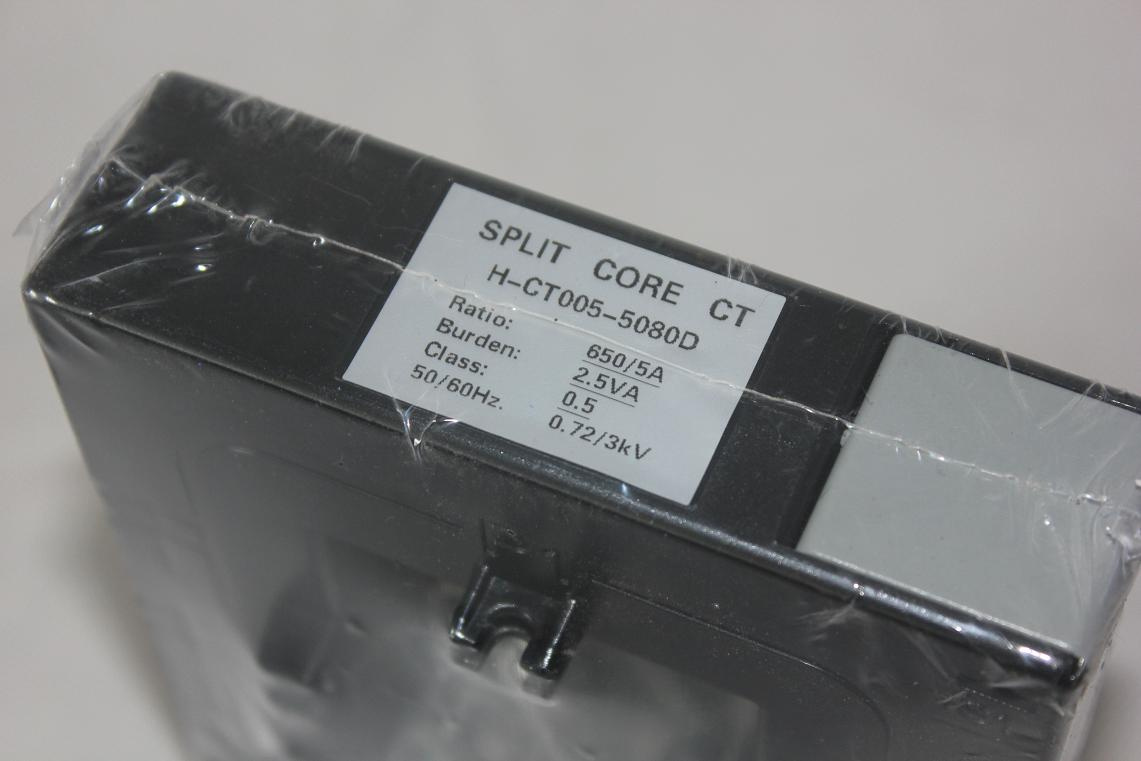 SPLIT CORE CT
H-CT005-5080D
Ratio: 650/5A
Burden: 2.5VA
Class: 0.5
50/60Hz. 0.72/3kV